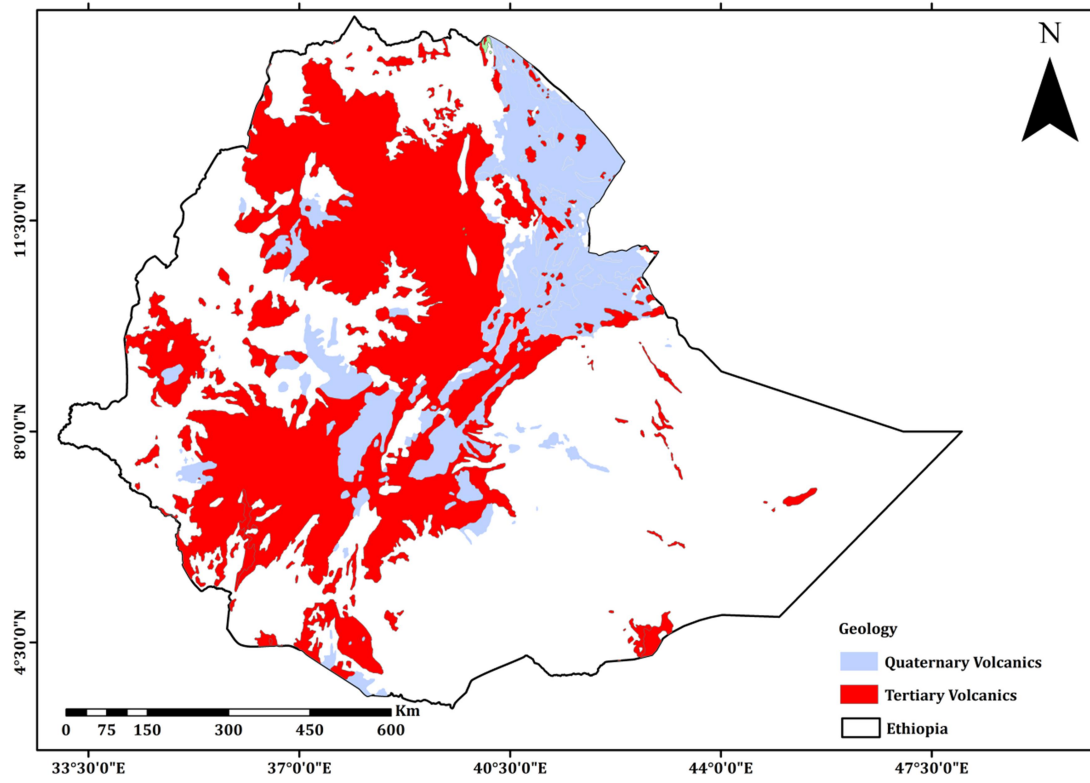 N
11°30'0"N
8°0'0"N
4°30'0"N
Geology
Quaternary Volcanics
Tertiary Volcanics
Ethiopia
Km
0 75 150 300 450 600
33°30'0"E 37°0'0"E 40°30'0"E 44°0'0"E 47°30'0"E